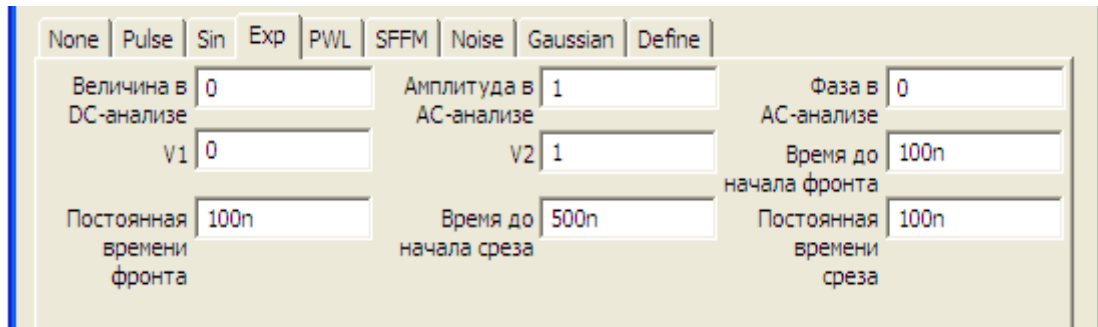 None Pulse Sin Exp PWL SFFM Noise Gaussian Define
Величина в DC-анализе 0
Амплитуда в AC-анализе 1
Фаза в AC-анализе 0
V1 0
V2 1
Время до начала фронта 100n
Постоянная времени фронта 100n
Время до начала среза 500n
Постоянная времени среза 100n